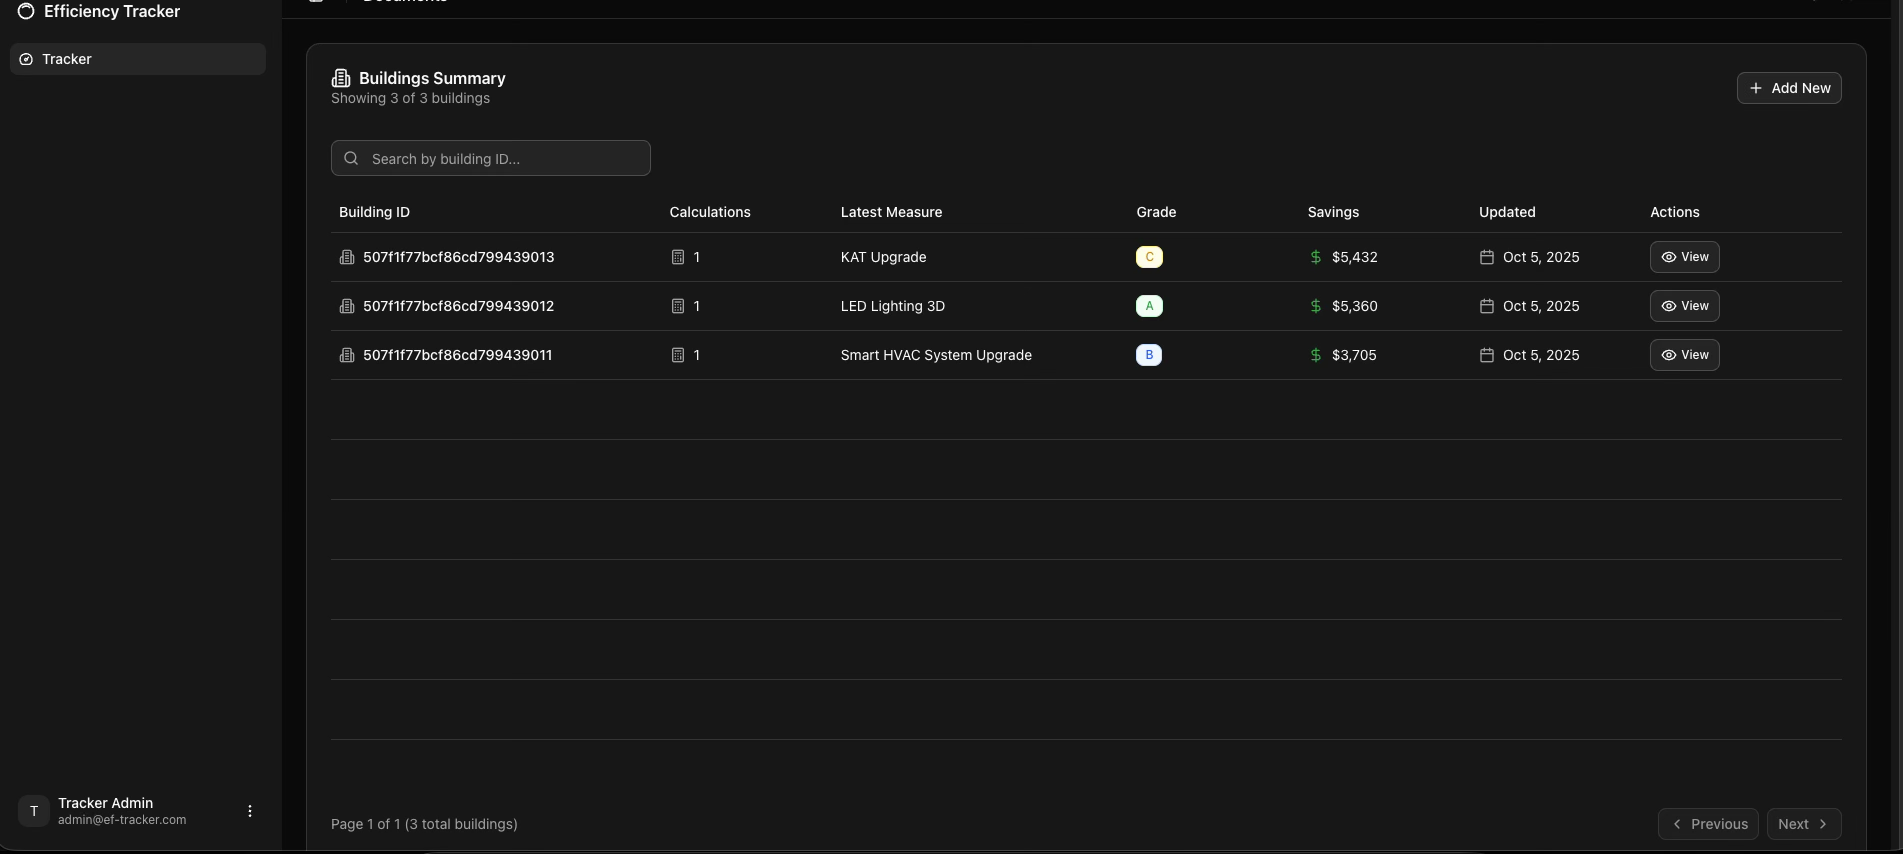 Efficiency Tracker
Tracker
Documents
Buildings Summary
Showing 3 of 3 buildings
+ Add New
Search by building ID...
Building ID Calculations Latest Measure Grade Savings Updated Actions
507f1f77bcf86cd799439013 1 KAT Upgrade C $ $5,432 Oct 5, 2025 View
507f1f77bcf86cd799439012 1 LED Lighting 3D A $ $5,360 Oct 5, 2025 View
507f1f77bcf86cd799439011 1 Smart HVAC System Upgrade B $ $3,705 Oct 5, 2025 View
Page 1 of 1 (3 total buildings)
Previous Next
T
Tracker Admin
admin@ef-tracker.com